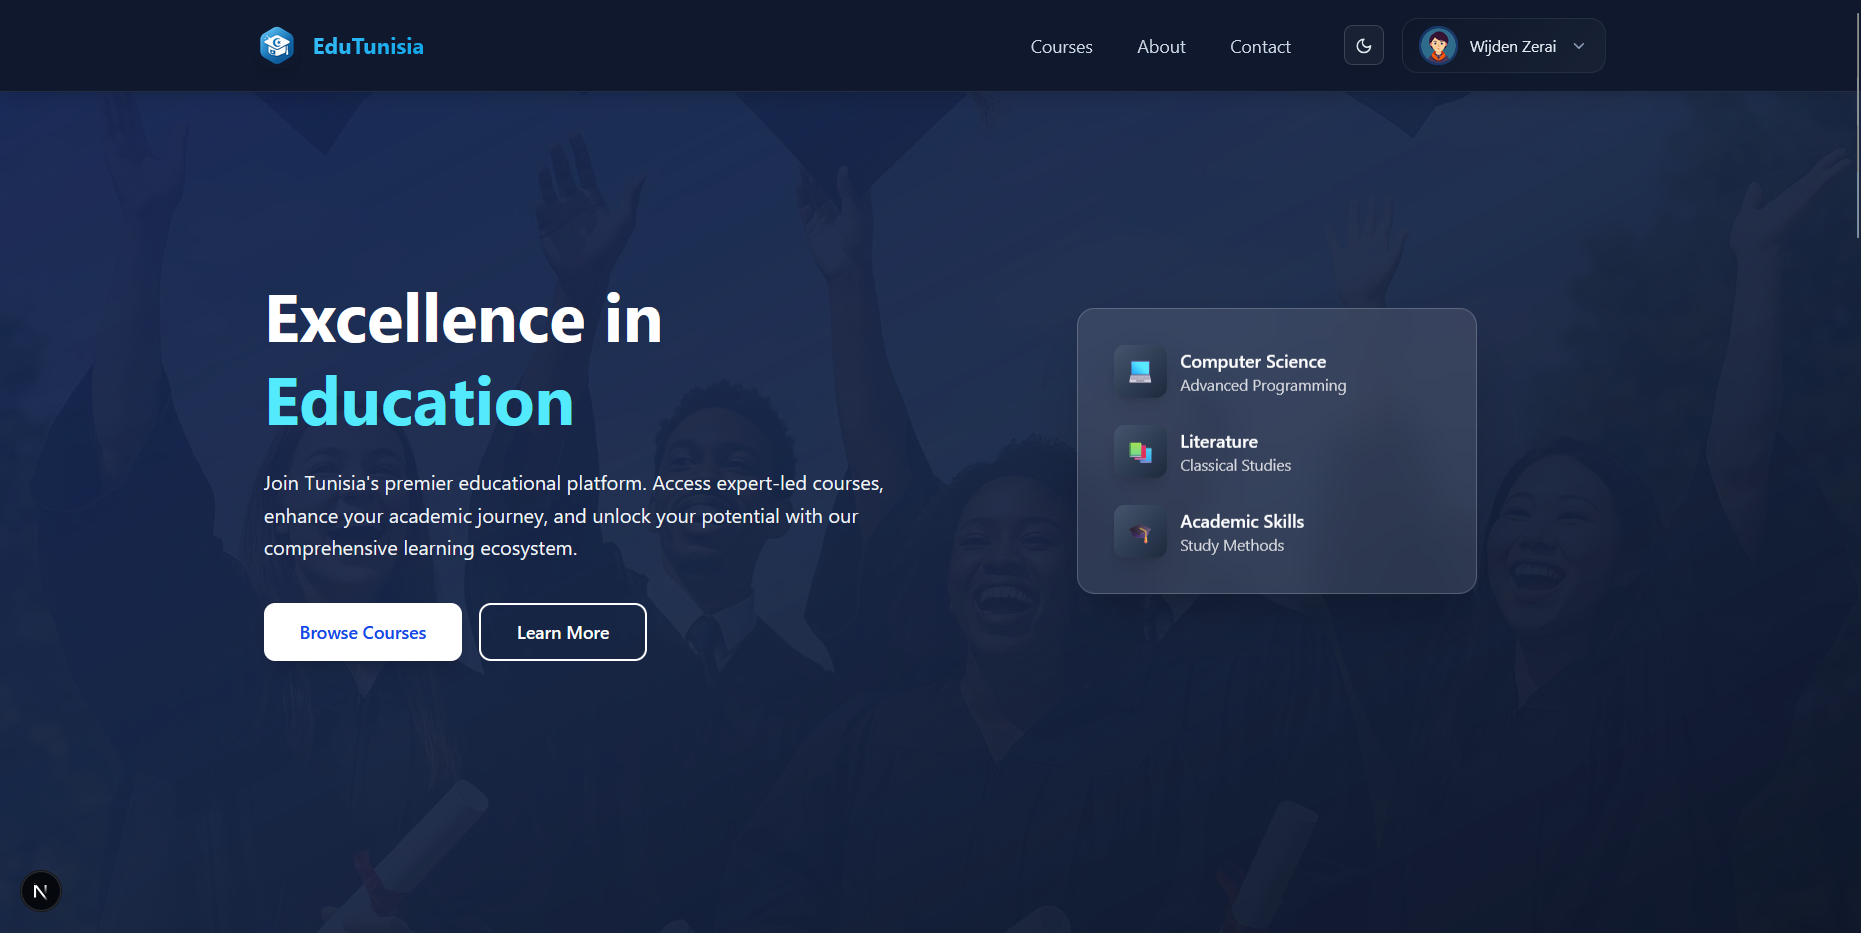 EduTunisia
Courses
About
Contact
Wijden Zerai
Excellence in
Education
Join Tunisia's premier educational platform. Access expert-led courses,
enhance your academic journey, and unlock your potential with our
comprehensive learning ecosystem.
Browse Courses
Learn More
Computer Science
Advanced Programming
Literature
Classical Studies
Academic Skills
Study Methods
N